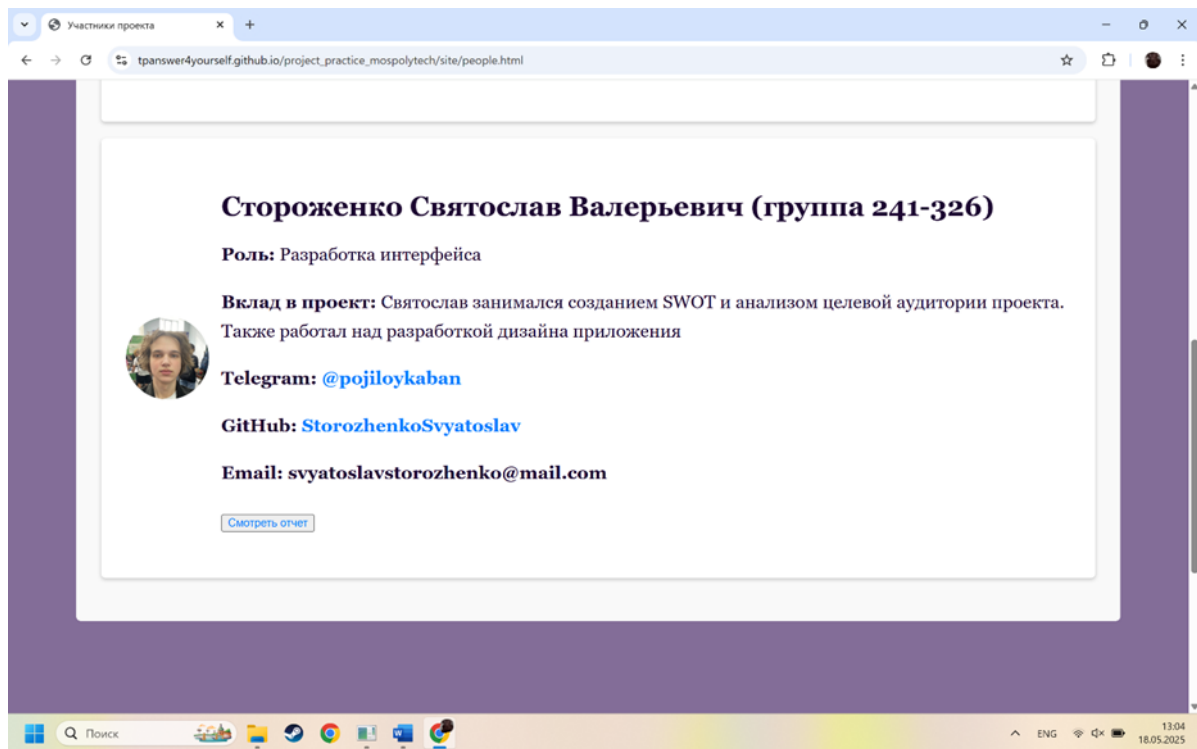 Участники проекта
tpanswer4yourself.github.io/project_practice_mospolytech/site/people.html
Стороженко Святослав Валерьевич (группа 241-326)
Роль: Разработка интерфейса
Вклад в проект: Святослав занимался созданием SWOT и анализом целевой аудитории проекта.
Также работал над разработкой дизайна приложения
Telegram: @pojiloykaban
GitHub: StorozhenkoSvyatoslav
Email: svyatoslavstorozhenko@mail.com
Смотреть отчет
Поиск
ENG
13:04
18.05.2025